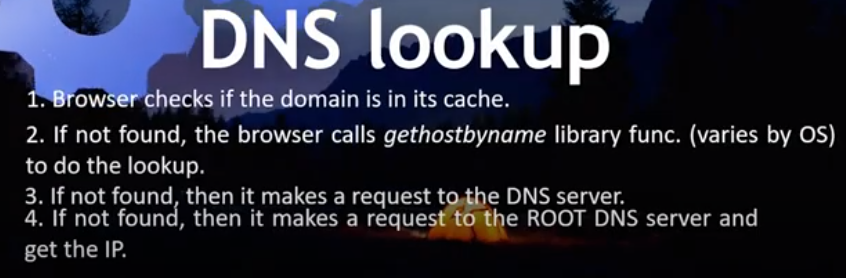 DNS lookup
1. Browser checks if the domain is in its cache.
2. If not found, the browser calls gethostbyname library func. (varies by OS)
to do the lookup.
3. If not found, then it makes a request to the DNS server.
4. If not found, then it makes a request to the ROOT DNS server and
get the IP.